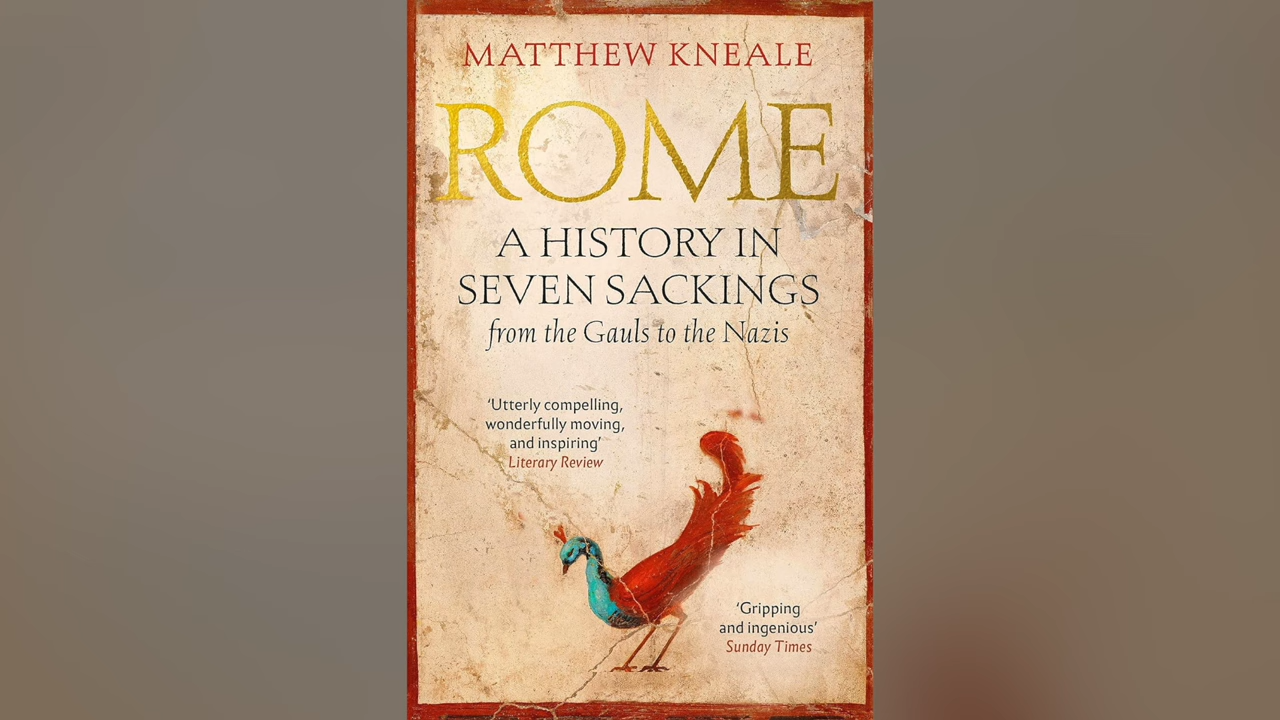 MATTHEW KNEALE
ROME
A HISTORY IN
SEVEN SACKINGS
from the Gauls to the Nazis
‘Utterly compelling,
wonderfully moving,
and inspiring’
Literary Review
‘Gripping
and ingenious’
Sunday Times